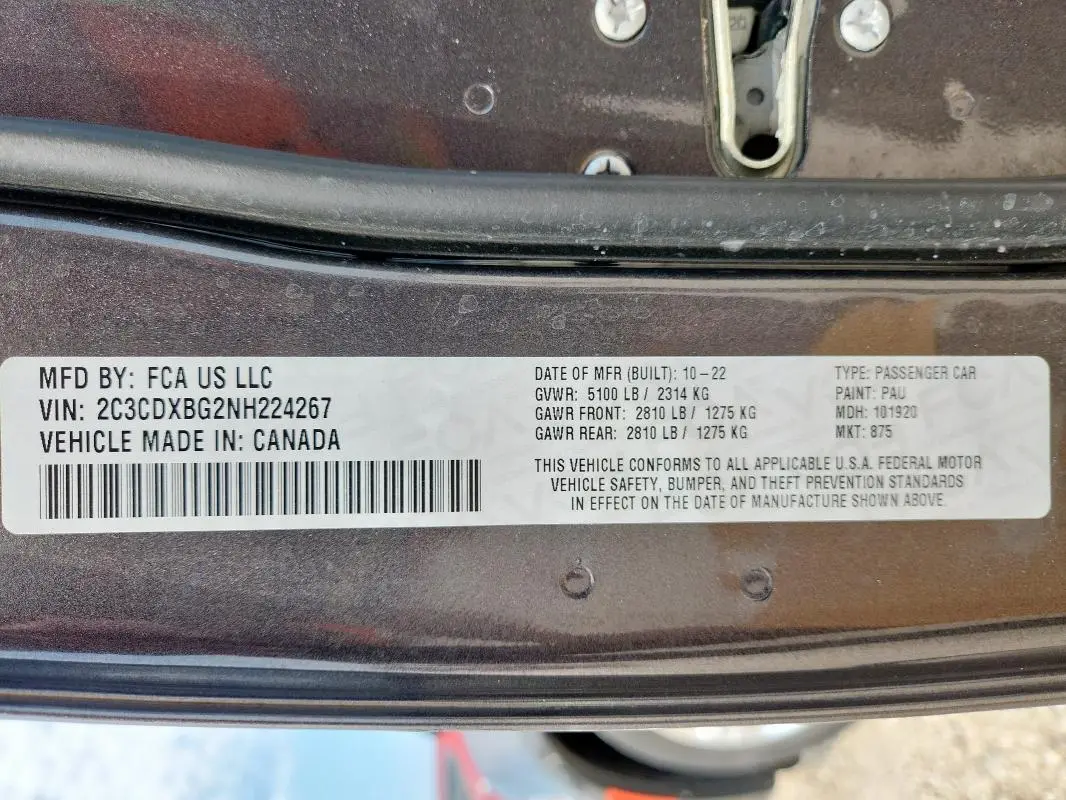 20
MFD BY: FCA US LLC
VIN: 2C3CDXBG2NH224267
VEHICLE MADE IN: CANADA
DATE OF MFR (BUILT): 10-22
GVWR: 5100 LB / 2314 KG
GAWR FRONT: 2810 LB / 1275 KG
GAWR REAR: 2810 LB / 1275 KG
TYPE: PASSENGER CAR
PAINT: PAU
MDH: 101920
MKT: 875
THIS VEHICLE CONFORMS TO ALL APPLICABLE U.S.A. FEDERAL MOTOR
VEHICLE SAFETY, BUMPER, AND THEFT PREVENTION STANDARDS
IN EFFECT ON THE DATE OF MANUFACTURE SHOWN ABOVE.